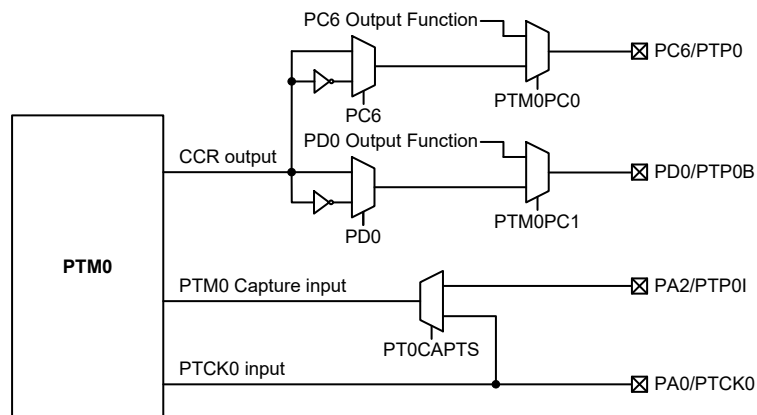 PC6 Output Function
PC6/PTP0
PC6
PTM0PC0
PD0 Output Function
CCR output
PD0/PTP0B
PD0
PTM0PC1
PTM0
PTM0 Capture input
PA2/PTP0I
PT0CAPTS
PTCK0 input
PA0/PTCK0